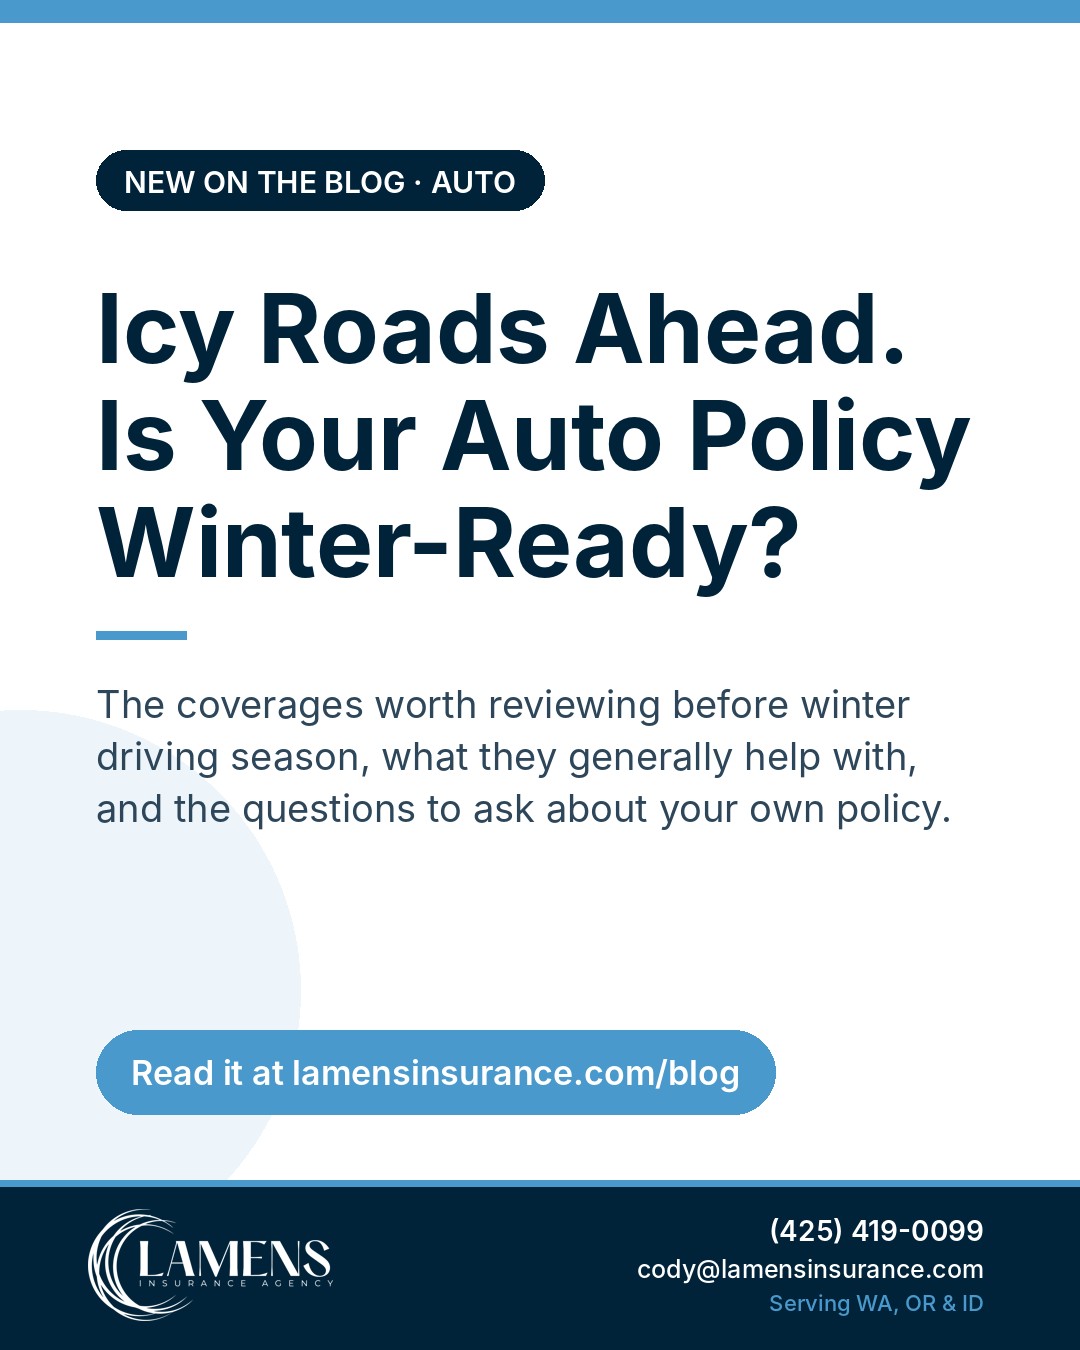 NEW ON THE BLOG · AUTO
Icy Roads Ahead.
Is Your Auto Policy
Winter-Ready?
The coverages worth reviewing before winter
driving season, what they generally help with,
and the questions to ask about your own policy.
Read it at lamensinsurance.com/blog
LAMENS
INSURANCE AGENCY
(425) 419-0099
cody@lamensinsurance.com
Serving WA, OR & ID